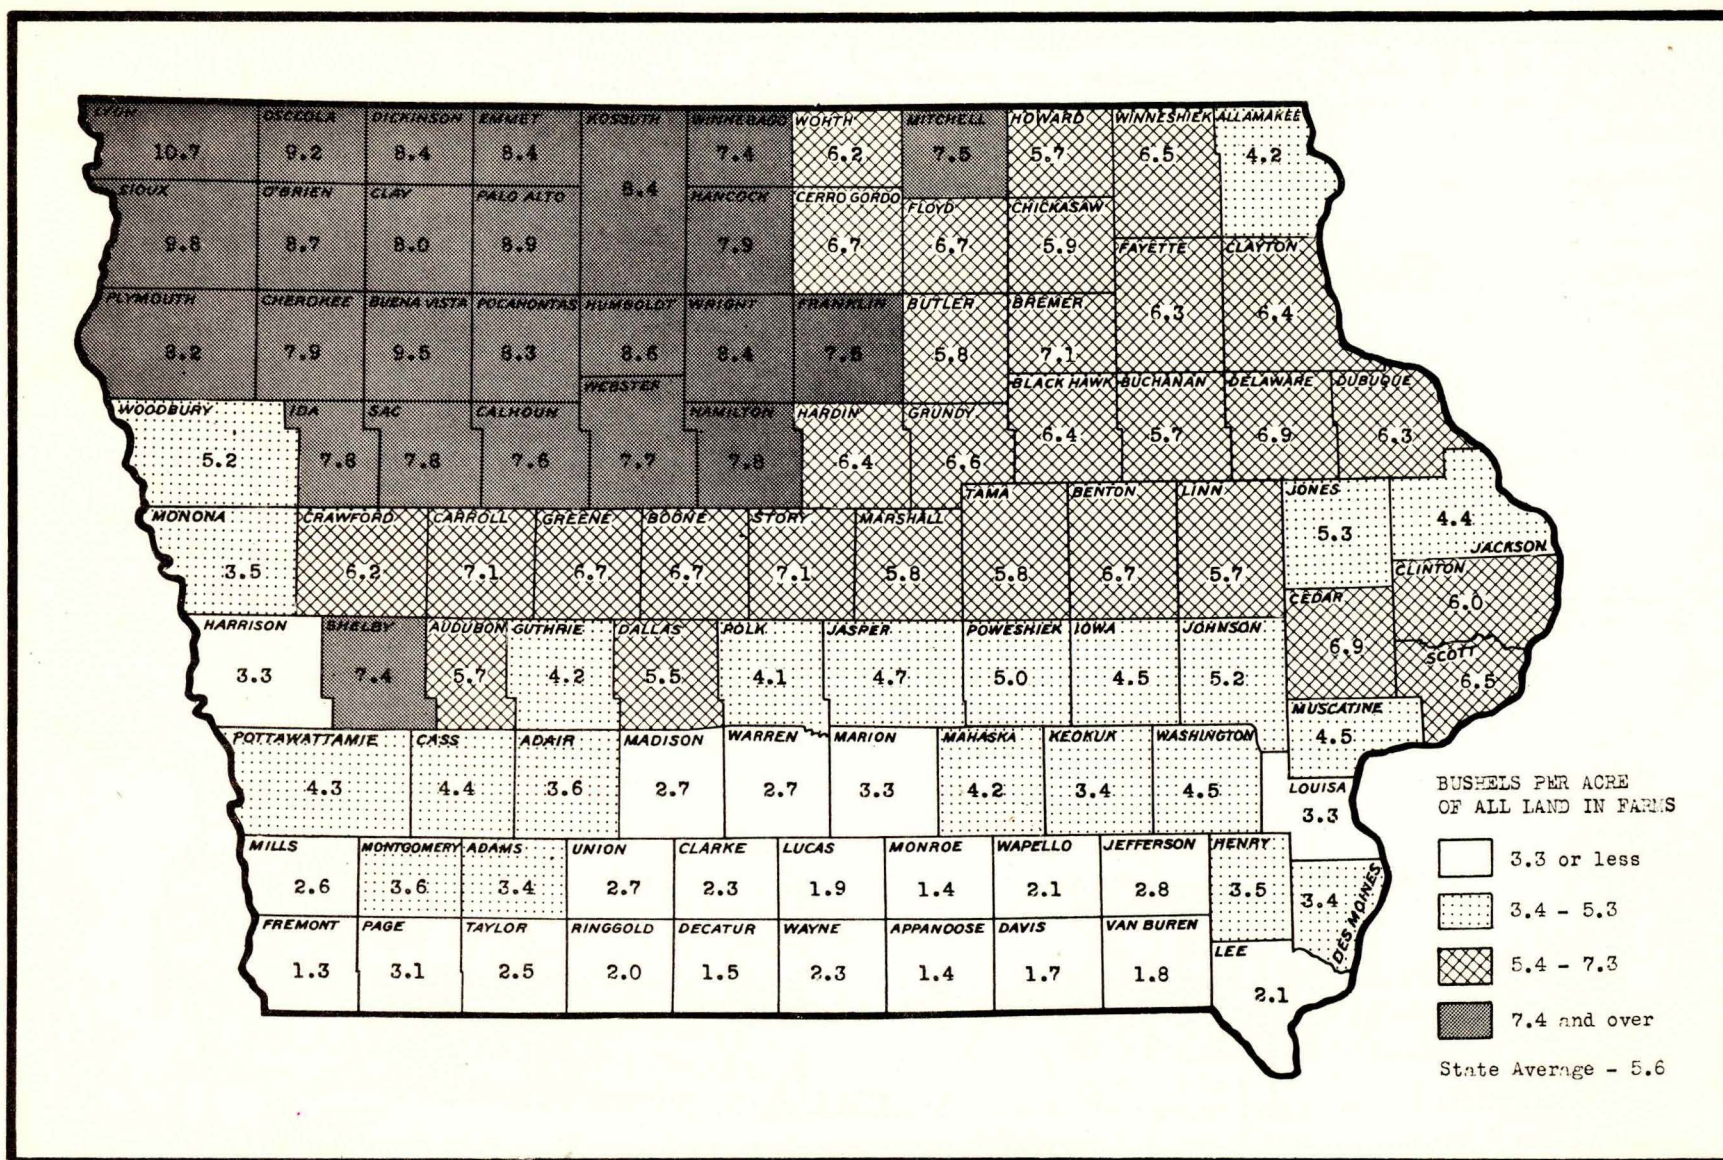 LYON OSCEOLA DICKINSON EMMET KOSSUTH WINNEBAGO WORTH MITCHELL HOWARD WINNESHIEK ALLAMAKEE
10.7 9.2 8.4 8.4 8.4 7.4 6.2 7.5 5.7 6.5 4.2
SIOUX O'BRIEN CLAY PALO ALTO HANCOCK CERRO GORDO FLOYD CHICKASAW
9.8 8.7 8.0 8.9 7.9 6.7 6.7 5.9
FAYETTE CLAYTON
6.3 6.4
PLYMOUTH CHEROKEE BUENA VISTA POCAHONTAS HUMBOLDT WRIGHT FRANKLIN BUTLER BREMER
8.2 7.9 9.5 8.3 8.6 8.4 7.5 5.8 7.1
WEBSTER BLACK HAWK BUCHANAN DELAWARE DUBUQUE
7.7 6.4 5.7 6.9 6.3
WOODBURY IDA SAC CALHOUN HAMILTON HARDIN GRUNDY
5.2 7.8 7.8 7.6 7.8 6.4 6.6
TAMA BENTON LINN JONES
5.8 6.7 5.7 5.3
4.4
JACKSON
MONONA CRAWFORD CARROLL GREENE BOONE STORY MARSHALL
3.5 6.2 7.1 6.7 6.7 7.1 5.8
CLINTON
6.0
CEDAR
6.9
SCOTT
6.5
HARRISON SHELBY AUDUBON GUTHRIE DALLAS POLK JASPER POWESHIEK IOWA JOHNSON
3.3 7.4 5.7 4.2 5.5 4.1 4.7 5.0 4.5 5.2
MUSCATINE
4.5
POTTAWATTAMIE CASS ADAIR MADISON WARREN MARION MAHASKA KEOKUK WASHINGTON
4.3 4.4 3.6 2.7 2.7 3.3 4.2 3.4 4.5
LOUISA
3.3
MILLS MONTGOMERY ADAMS UNION CLARKE LUCAS MONROE WAPELLO JEFFERSON HENRY
2.6 3.6 3.4 2.7 2.3 1.9 1.4 2.1 2.8 3.5
3.4
DES MOINES
FREMONT PAGE TAYLOR RINGGOLD DECATUR WAYNE APPANOOSE DAVIS VAN BUREN LEE
1.3 3.1 2.5 2.0 1.5 2.3 1.4 1.7 1.8 2.1
BUSHELS PER ACRE
OF ALL LAND IN FARMS
3.3 or less
3.4 - 5.3
5.4 - 7.3
7.4 and over
State Average - 5.6